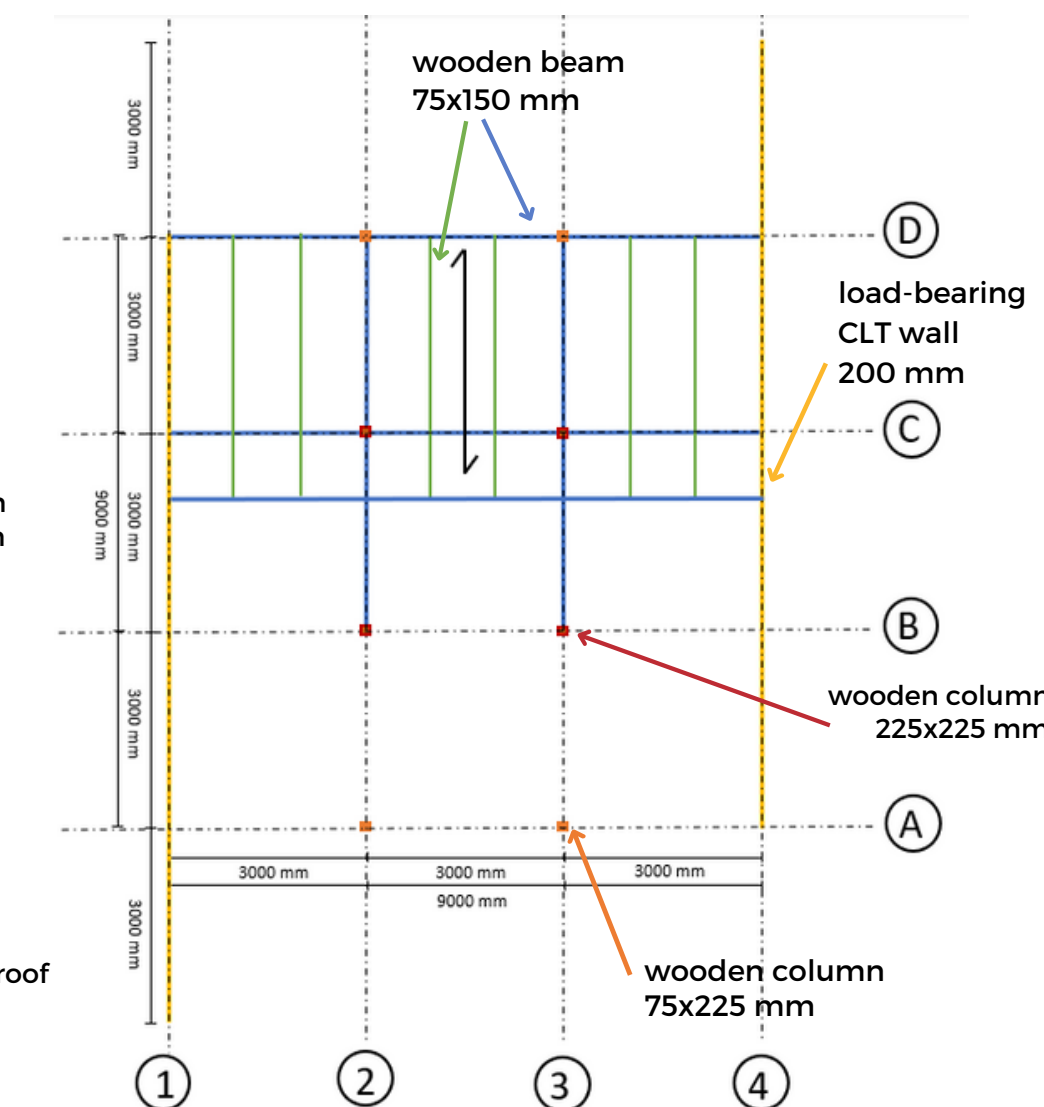 wooden beam
75x150 mm
3000 mm
D
3000 mm
load-bearing
CLT wall
200 mm
C
3000 mm
9000 mm
B
3000 mm
wooden column
225x225 mm
A
3000 mm
3000 mm
3000 mm
9000 mm
3000 mm
roof
wooden column
75x225 mm
1
2
3
4